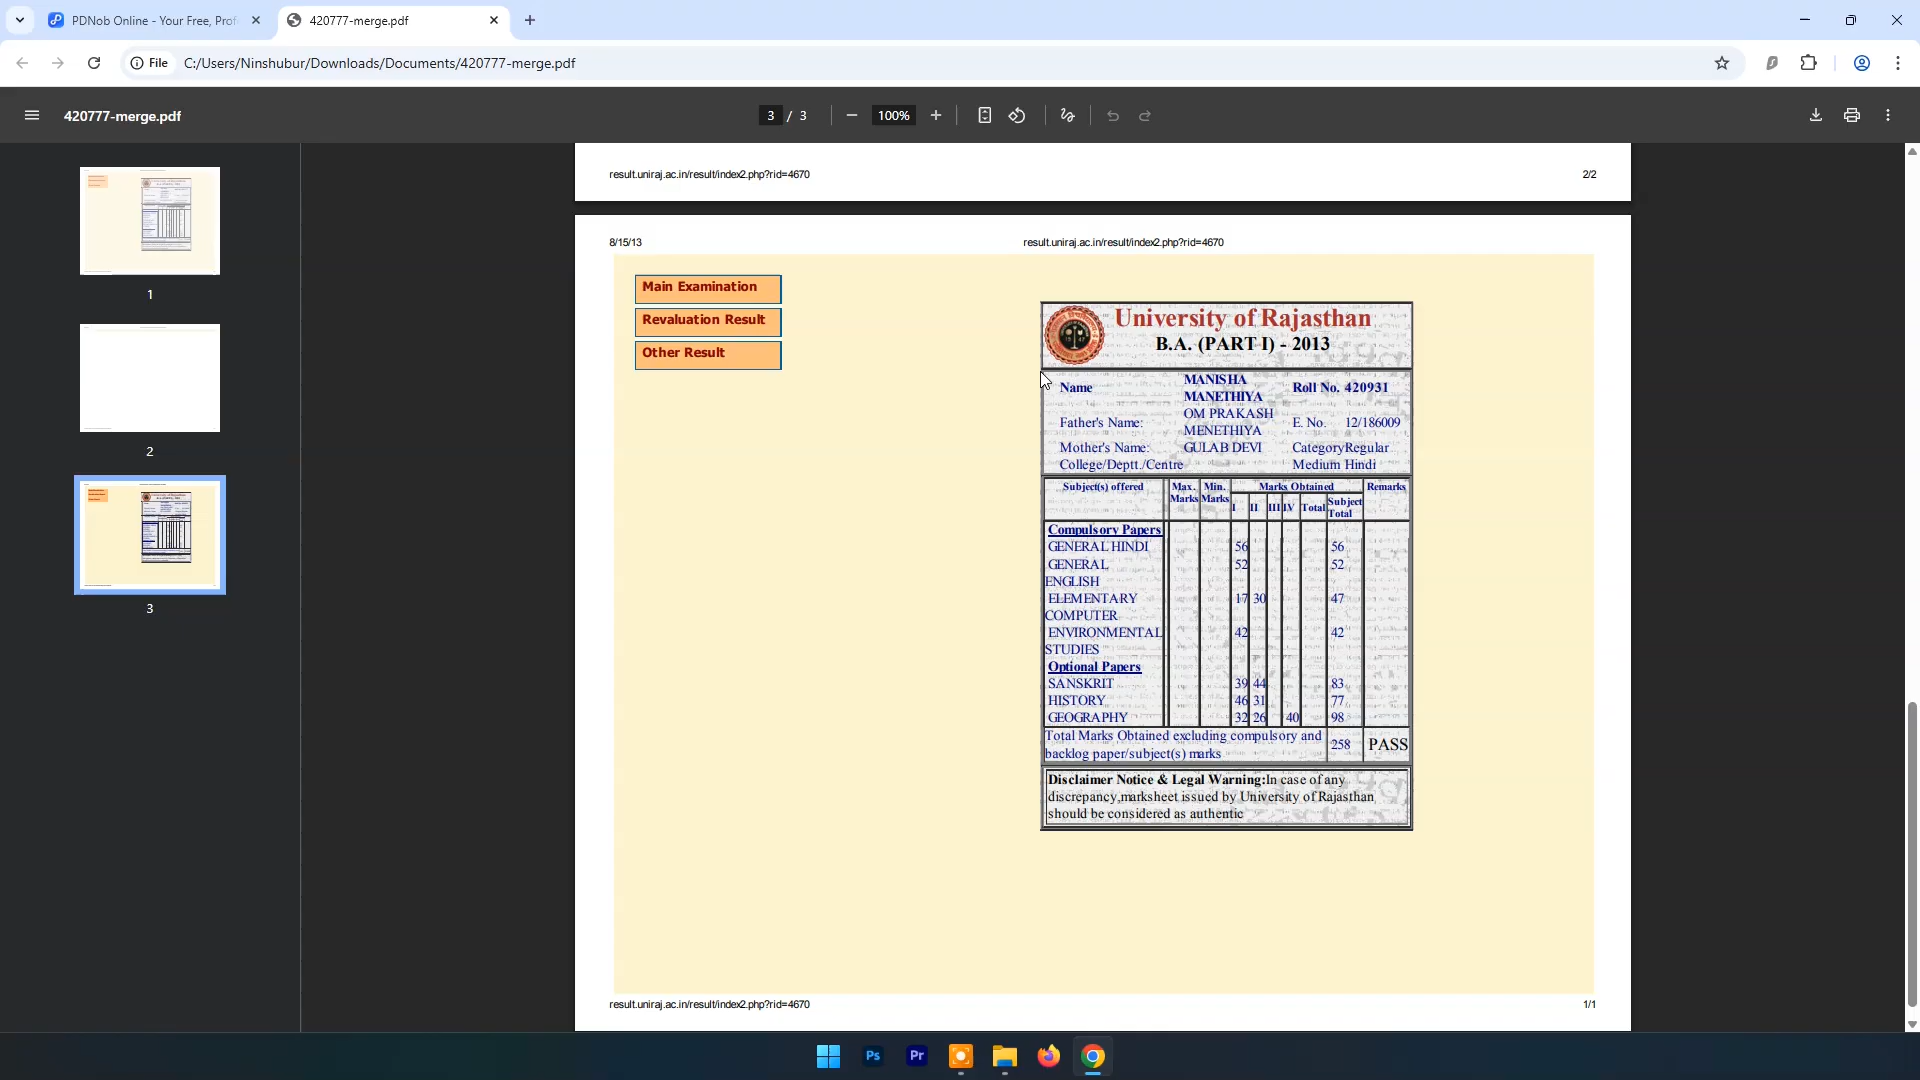 PDNob Online - Your Free, Prof
420777-merge.pdf
File
C:/Users/Ninshubur/Downloads/Documents/420777-merge.pdf
420777-merge.pdf
3 / 3
100%
1
2
3
result.uniraj.ac.in/result/index2.php?rid=4670 2/2
8/15/13 result.uniraj.ac.in/result/index2.php?rid=4670
Main Examination
Revaluation Result
Other Result
University of Rajasthan
B.A. (PART I) - 2013
Name MANISHA MANETHIYA Roll No. 420931
Father's Name: OM PRAKASH MENETHIYA E. No. 12/186009
Mother's Name: GULAB DEVI CategoryRegular
College/Deptt./Centre Medium Hindi
Subject(s) offered Max. Marks Min. Marks Marks Obtained Remarks
I II III IV Total Subject Total
Compulsory Papers
GENERAL HINDI 56 56
GENERAL 52 52
ENGLISH
ELEMENTARY 17 30 47
COMPUTER
ENVIRONMENTAL 42 42
STUDIES
Optional Papers
SANSKRIT 39 44 83
HISTORY 46 31 77
GEOGRAPHY 32 26 40 98
Total Marks Obtained excluding compulsory and
backlog paper/subject(s) marks 258 PASS
Disclaimer Notice & Legal Warning:In case of any
discrepancy,marksheet issued by University of Rajasthan
should be considered as authentic
result.uniraj.ac.in/result/index2.php?rid=4670 1/1
Ps
Pr